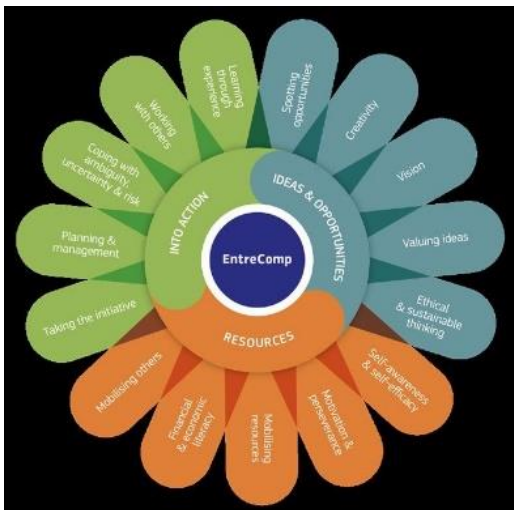 EntreComp
IDEAS & OPPORTUNITIES
Spotting
opportunities
Creativity
Vision
Valuing ideas
Ethical
& sustainable
thinking
RESOURCES
Self-awareness
& self-efficacy
Motivation &
perseverance
Mobilising
resources
Financial
& economic
literacy
Mobilising others
INTO ACTION
Taking the initiative
Planning &
management
Coping with
ambiguity,
uncertainty & risk
Working
with others
Learning
through
experience